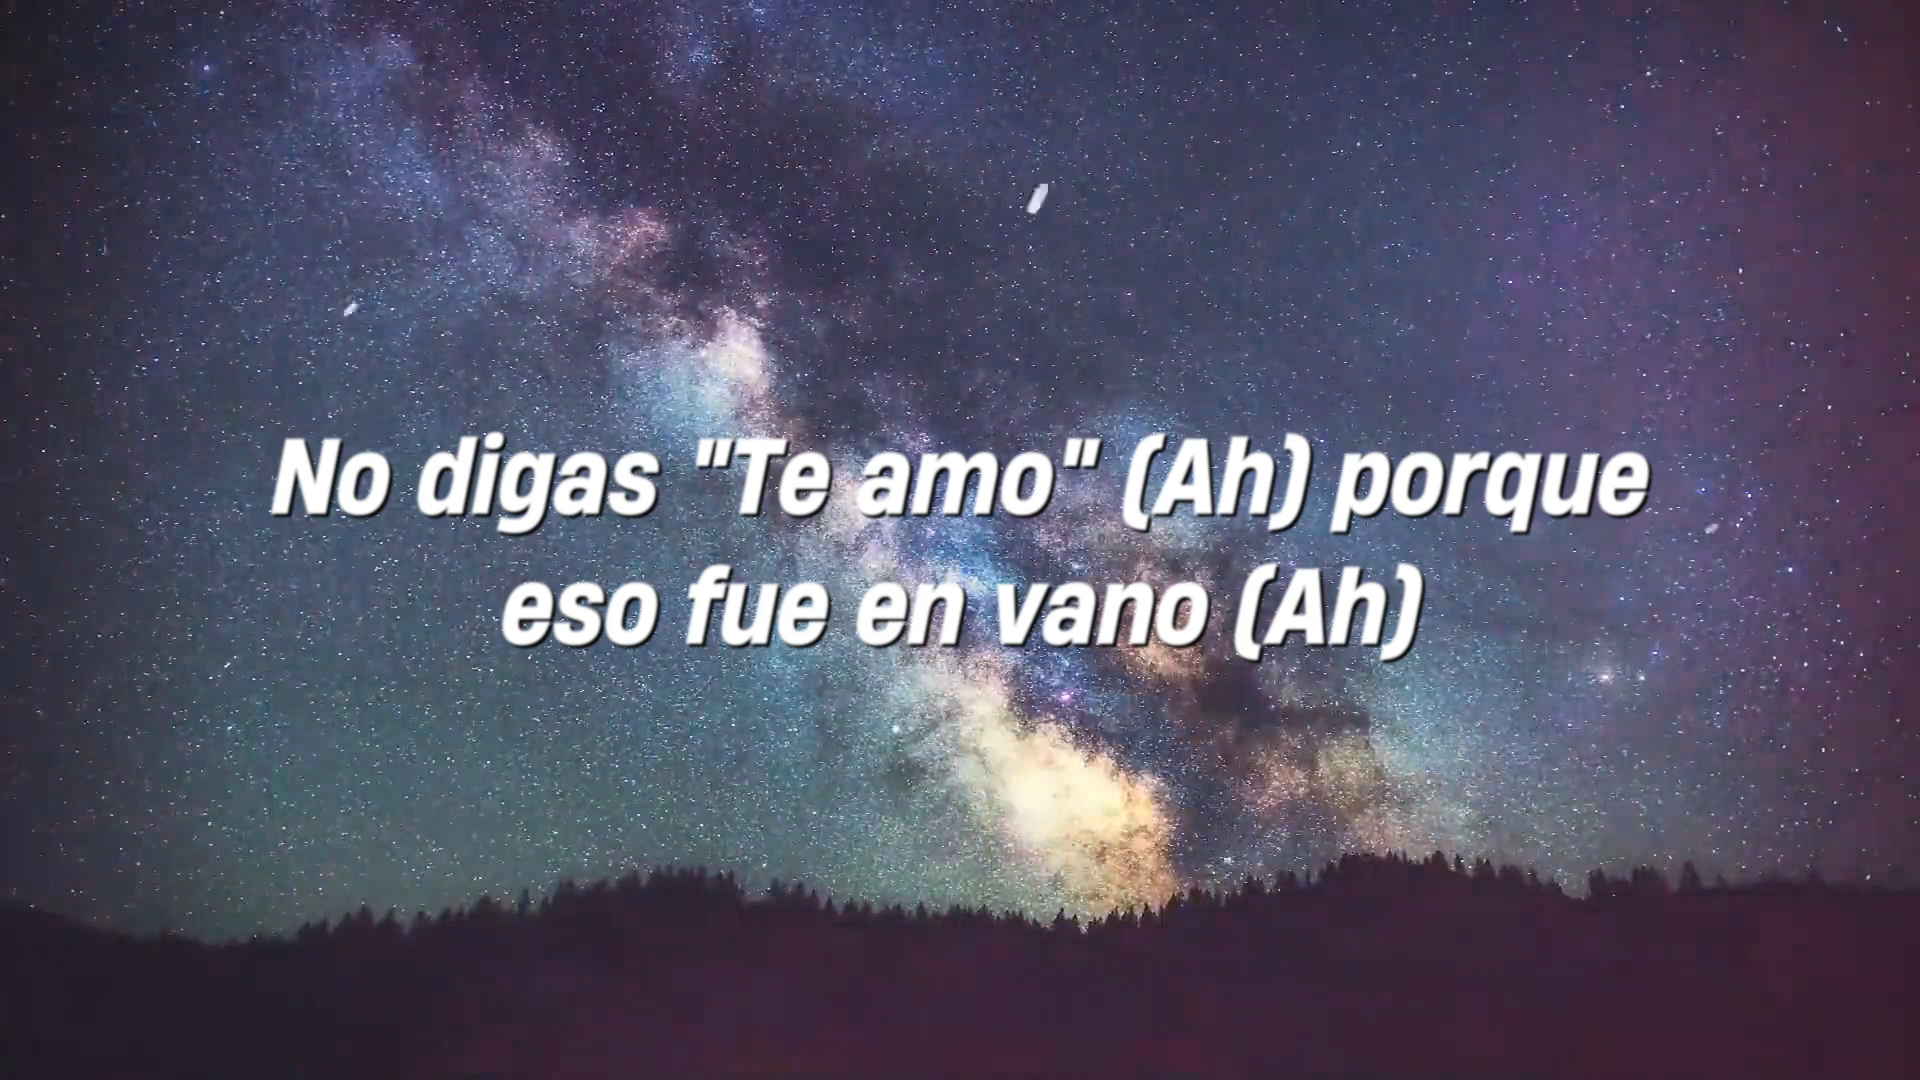 No digas "Te amo" (Ah) porque
eso fue en vano (Ah)